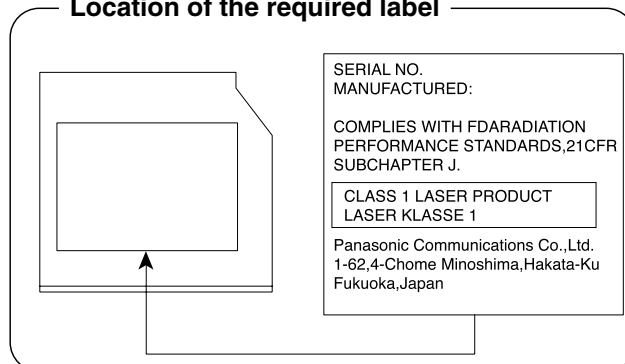 Location of the required label
SERIAL NO.
MANUFACTURED:
COMPLIES WITH FDARADIATION
PERFORMANCE STANDARDS,21CFR
SUBCHAPTER J.
CLASS 1 LASER PRODUCT
LASER KLASSE 1
Panasonic Communications Co.,Ltd.
1-62,4-Chome Minoshima,Hakata-Ku
Fukuoka,Japan